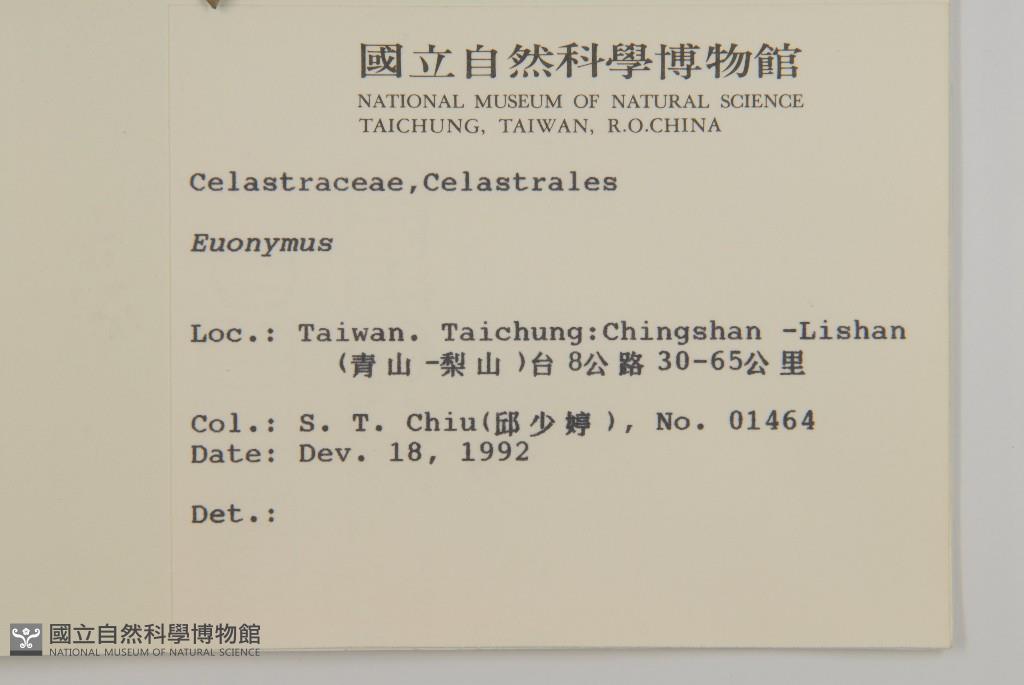 國立自然科學博物館
NATIONAL MUSEUM OF NATURAL SCIENCE
TAICHUNG, TAIWAN, R.O.CHINA
Celastraceae,Celastrales
Euonymus
Loc.: Taiwan. Taichung:Chingshan -Lishan
(青山-梨山)台8公路30-65公里
Col.: S. T. Chiu(邱少婷), No. 01464
Date: Dev. 18, 1992
Det.:
國立自然科學博物館
NATIONAL MUSEUM OF NATURAL SCIENCE